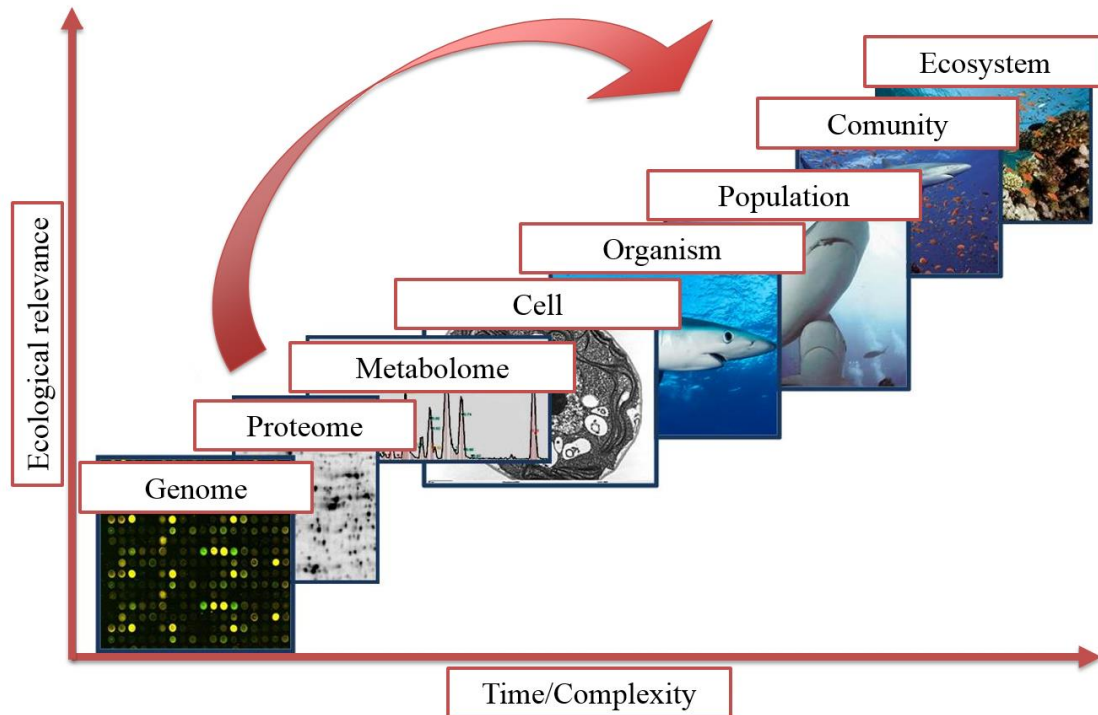 Ecosystem
Comunity
Population
Organism
Cell
Metabolome
Proteome
Genome
Ecological relevance
Time/Complexity